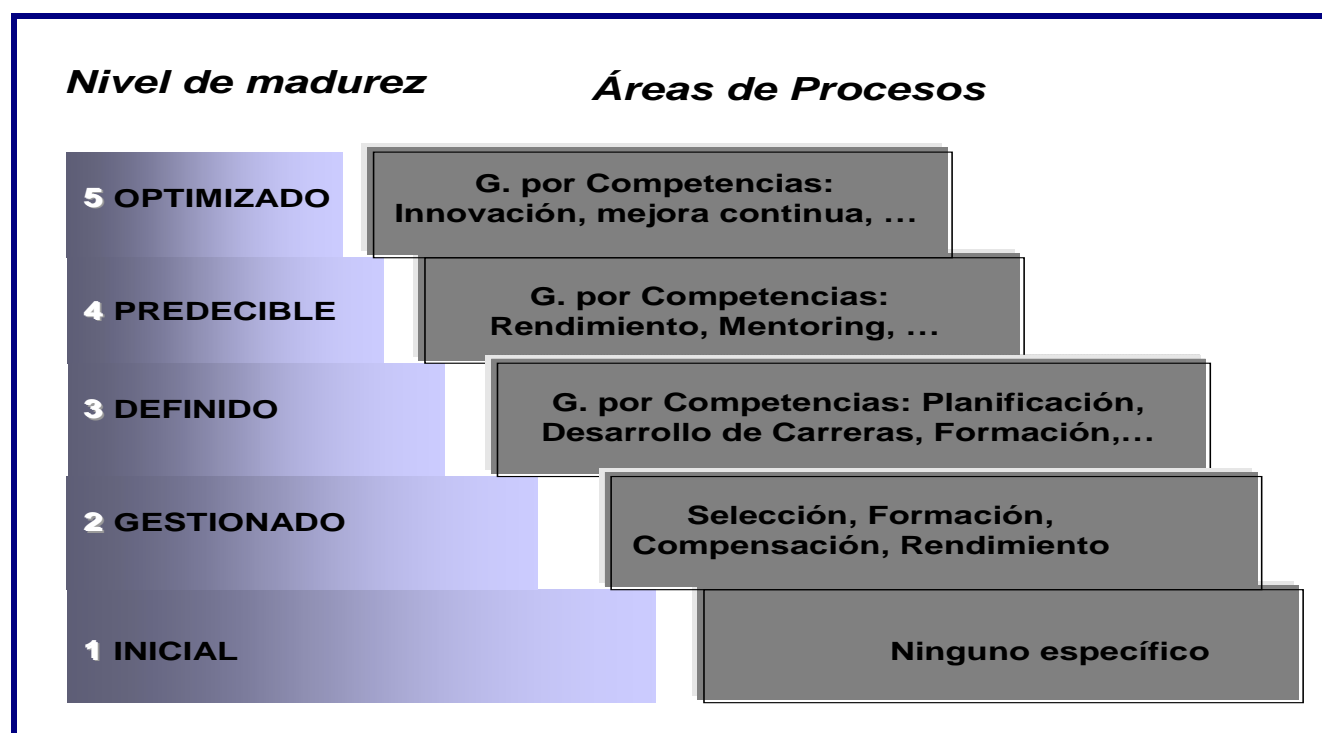 Nivel de madurez
Áreas de Procesos
5 OPTIMIZADO
G. por Competencias:
Innovación, mejora continua, …
4 PREDECIBLE
G. por Competencias:
Rendimiento, Mentoring, …
3 DEFINIDO
G. por Competencias: Planificación,
Desarrollo de Carreras, Formación,…
2 GESTIONADO
Selección, Formación,
Compensación, Rendimiento
1 INICIAL
Ninguno específico